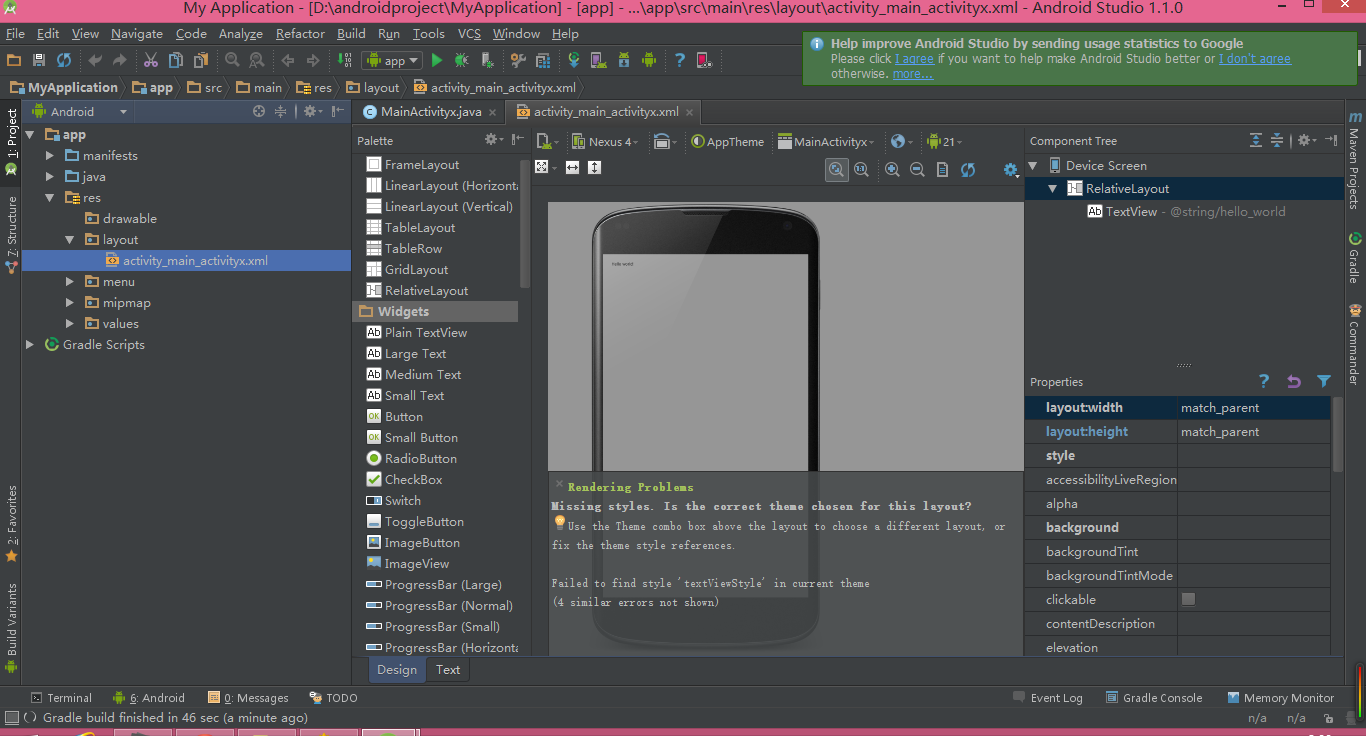 My Application - [D:\androidproject\MyApplication] - [app] - ...\app\src\main\res\layout\activity_main_activityx.xml - Android Studio 1.1.0
File Edit View Navigate Code Analyze Refactor Build Run Tools VCS Window Help
app
Help improve Android Studio by sending usage statistics to Google
Please click I agree if you want to help make Android Studio better or I don't agree
otherwise. more...
MyApplication app src main res layout activity_main_activityx.xml
Android
MainActivityx.java
activity_main_activityx.xml
1: Project
Z: Structure
2: Favorites
Build Variants
app
manifests
java
res
drawable
layout
activity_main_activityx.xml
menu
mipmap
values
Gradle Scripts
Palette
FrameLayout
LinearLayout (Horizonta
LinearLayout (Vertical)
TableLayout
TableRow
GridLayout
RelativeLayout
Widgets
Ab Plain TextView
Ab Large Text
Ab Medium Text
Ab Small Text
OK Button
OK Small Button
RadioButton
CheckBox
Switch
ToggleButton
ImageButton
ImageView
ProgressBar (Large)
ProgressBar (Normal)
ProgressBar (Small)
ProgressBar (Horizonta
Nexus 4
AppTheme
MainActivityx
21
Hello world!
Rendering Problems
Missing styles. Is the correct theme chosen for this layout?
Use the Theme combo box above the layout to choose a different layout, or
fix the theme style references.
Failed to find style 'textViewStyle' in current theme
(4 similar errors not shown)
Design Text
Component Tree
Device Screen
RelativeLayout
Ab TextView - @string/hello_world
Properties
layout:width match_parent
layout:height match_parent
style
accessibilityLiveRegion
alpha
background
backgroundTint
backgroundTintMode
clickable
contentDescription
elevation
m Maven Projects
Gradle
Commander
Terminal 6: Android 0: Messages TODO
Event Log Gradle Console Memory Monitor
Gradle build finished in 46 sec (a minute ago)
n/a n/a